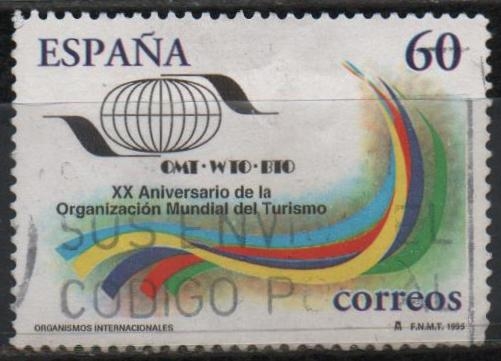 ESPAÑA 60
OMT·WTO·BTO
XX Aniversario de la
Organización Mundial del Turismo
SUS EL
CODIGO
correos
ORGANISMOS INTERNACIONALES F.N.M.T. 1995